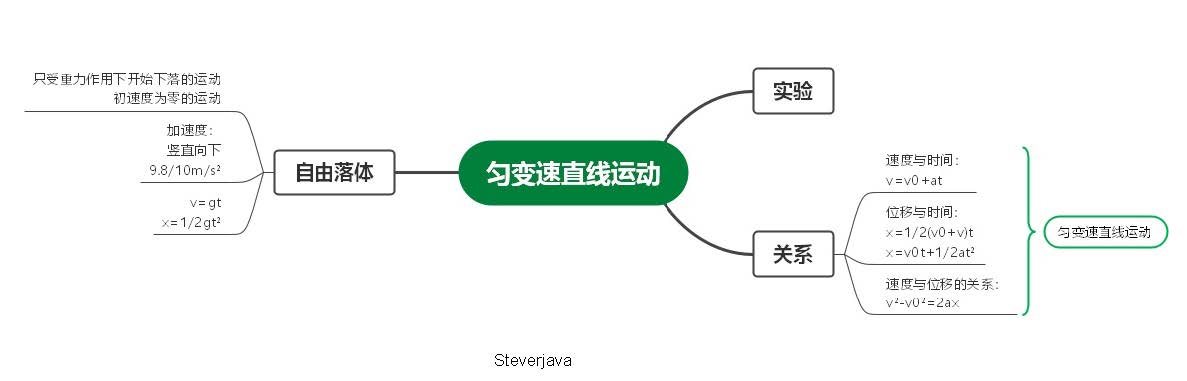 只受重力作用下开始下落的运动
初速度为零的运动
加速度：
竖直向下
9.8/10m/s²
v=gt
x=1/2gt²
自由落体
匀变速直线运动
实验
关系
速度与时间：
v=v0+at
位移与时间：
x=1/2(v0+v)t
x=v0t+1/2at²
速度与位移的关系：
v²-v0²=2ax
匀变速直线运动
Steverjava